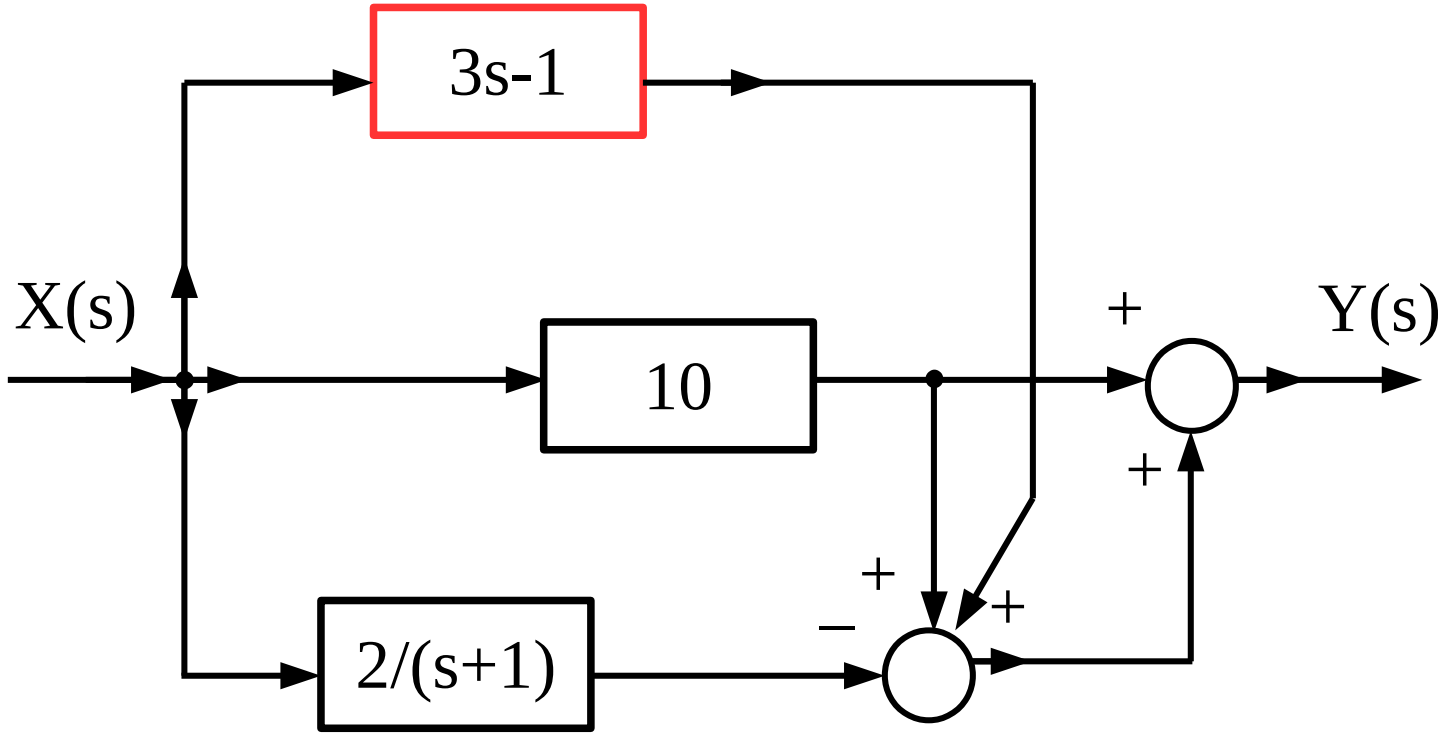 3s-1
X(s)
+
Y(s)
10
+
+
+
−
2/(s+1)